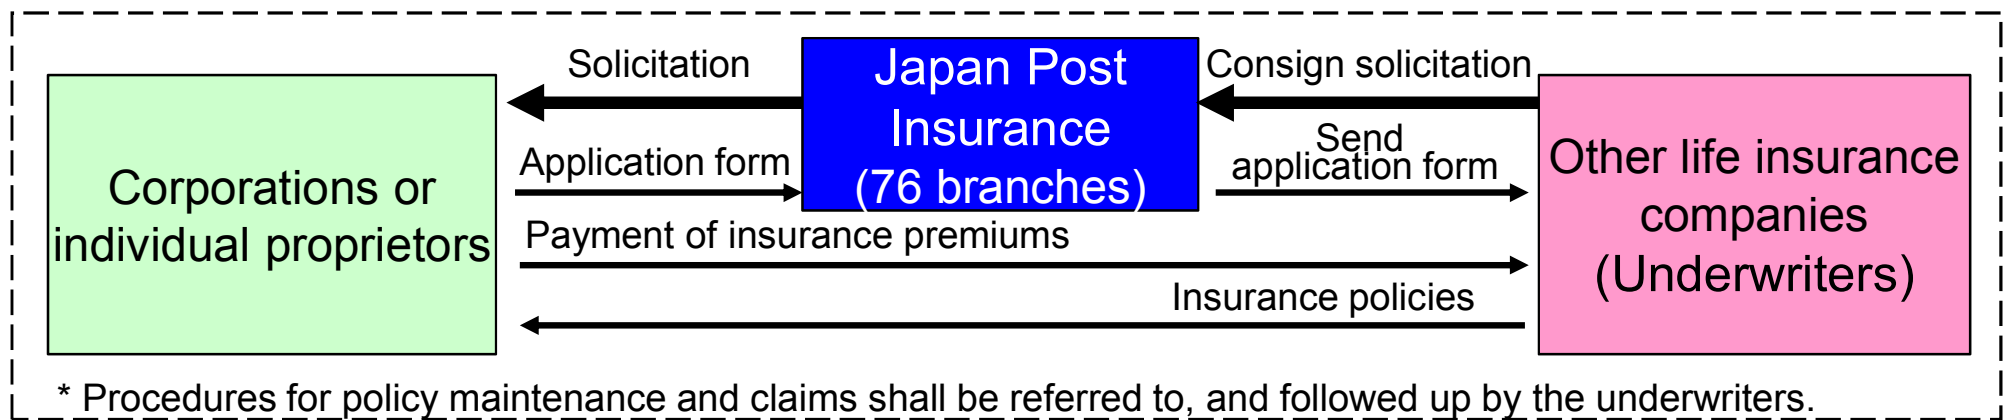 Solicitation
Japan Post
Insurance
(76 branches)
Consign solicitation
Application form
Send
application form
Corporations or
individual proprietors
Other life insurance
companies
(Underwriters)
Payment of insurance premiums
Insurance policies
* Procedures for policy maintenance and claims shall be referred to, and followed up by the underwriters.